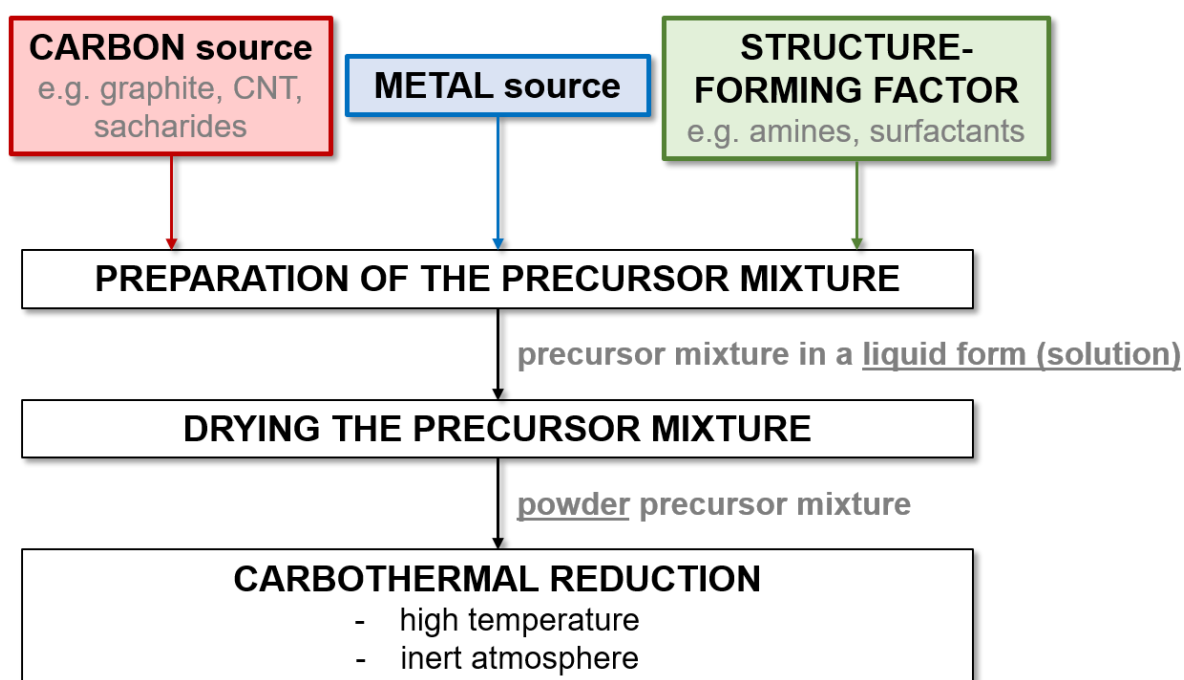 CARBON source
e.g. graphite, CNT,
sacharides
METAL source
STRUCTURE-
FORMING FACTOR
e.g. amines, surfactants
PREPARATION OF THE PRECURSOR MIXTURE
precursor mixture in a liquid form (solution)
DRYING THE PRECURSOR MIXTURE
powder precursor mixture
CARBOTHERMAL REDUCTION
- high temperature
- inert atmosphere